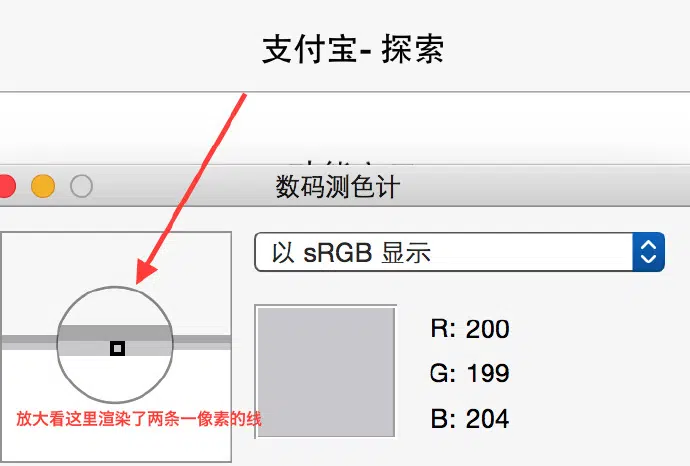 支付宝- 探索
数码测色计
以 sRGB 显示
R: 200
G: 199
B: 204
放大看这里渲染了两条一像素的线